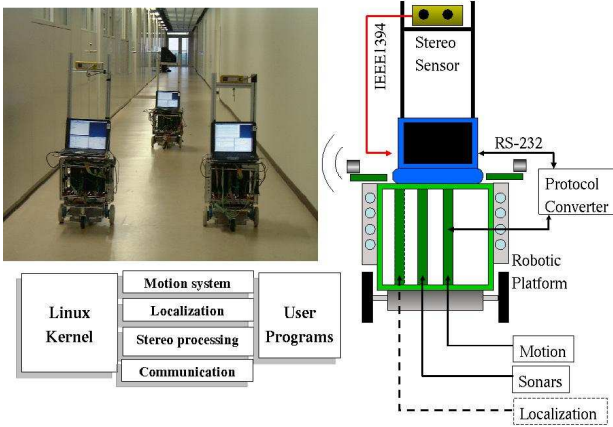 IEEE1394
Stereo
Sensor
RS-232
Protocol
Converter
Robotic
Platform
Motion
Sonars
Localization
Linux
Kernel
Motion system
Localization
Stereo processing
Communication
User
Programs